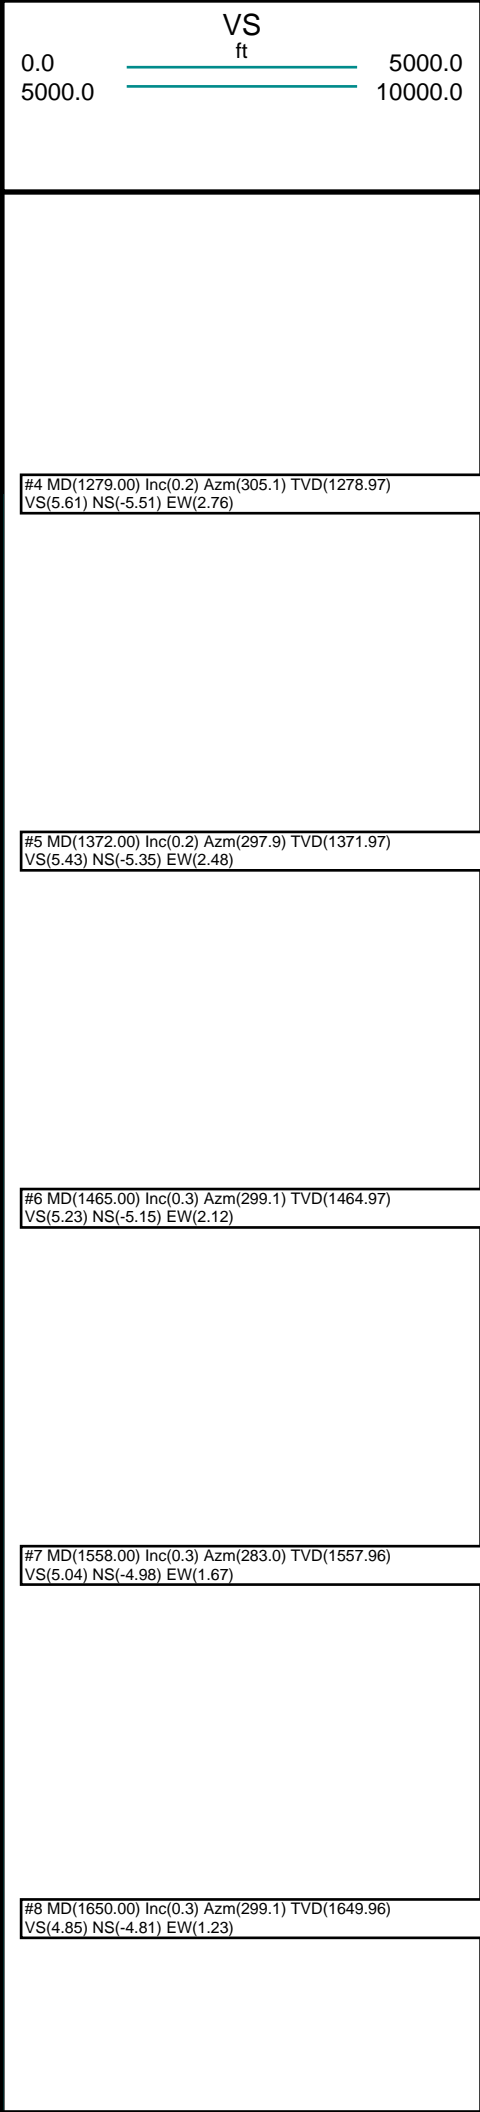 VS
ft
0.0 5000.0
5000.0 10000.0
#4 MD(1279.00) Inc(0.2) Azm(305.1) TVD(1278.97)
VS(5.61) NS(-5.51) EW(2.76)
#5 MD(1372.00) Inc(0.2) Azm(297.9) TVD(1371.97)
VS(5.43) NS(-5.35) EW(2.48)
#6 MD(1465.00) Inc(0.3) Azm(299.1) TVD(1464.97)
VS(5.23) NS(-5.15) EW(2.12)
#7 MD(1558.00) Inc(0.3) Azm(283.0) TVD(1557.96)
VS(5.04) NS(-4.98) EW(1.67)
#8 MD(1650.00) Inc(0.3) Azm(299.1) TVD(1649.96)
VS(4.85) NS(-4.81) EW(1.23)